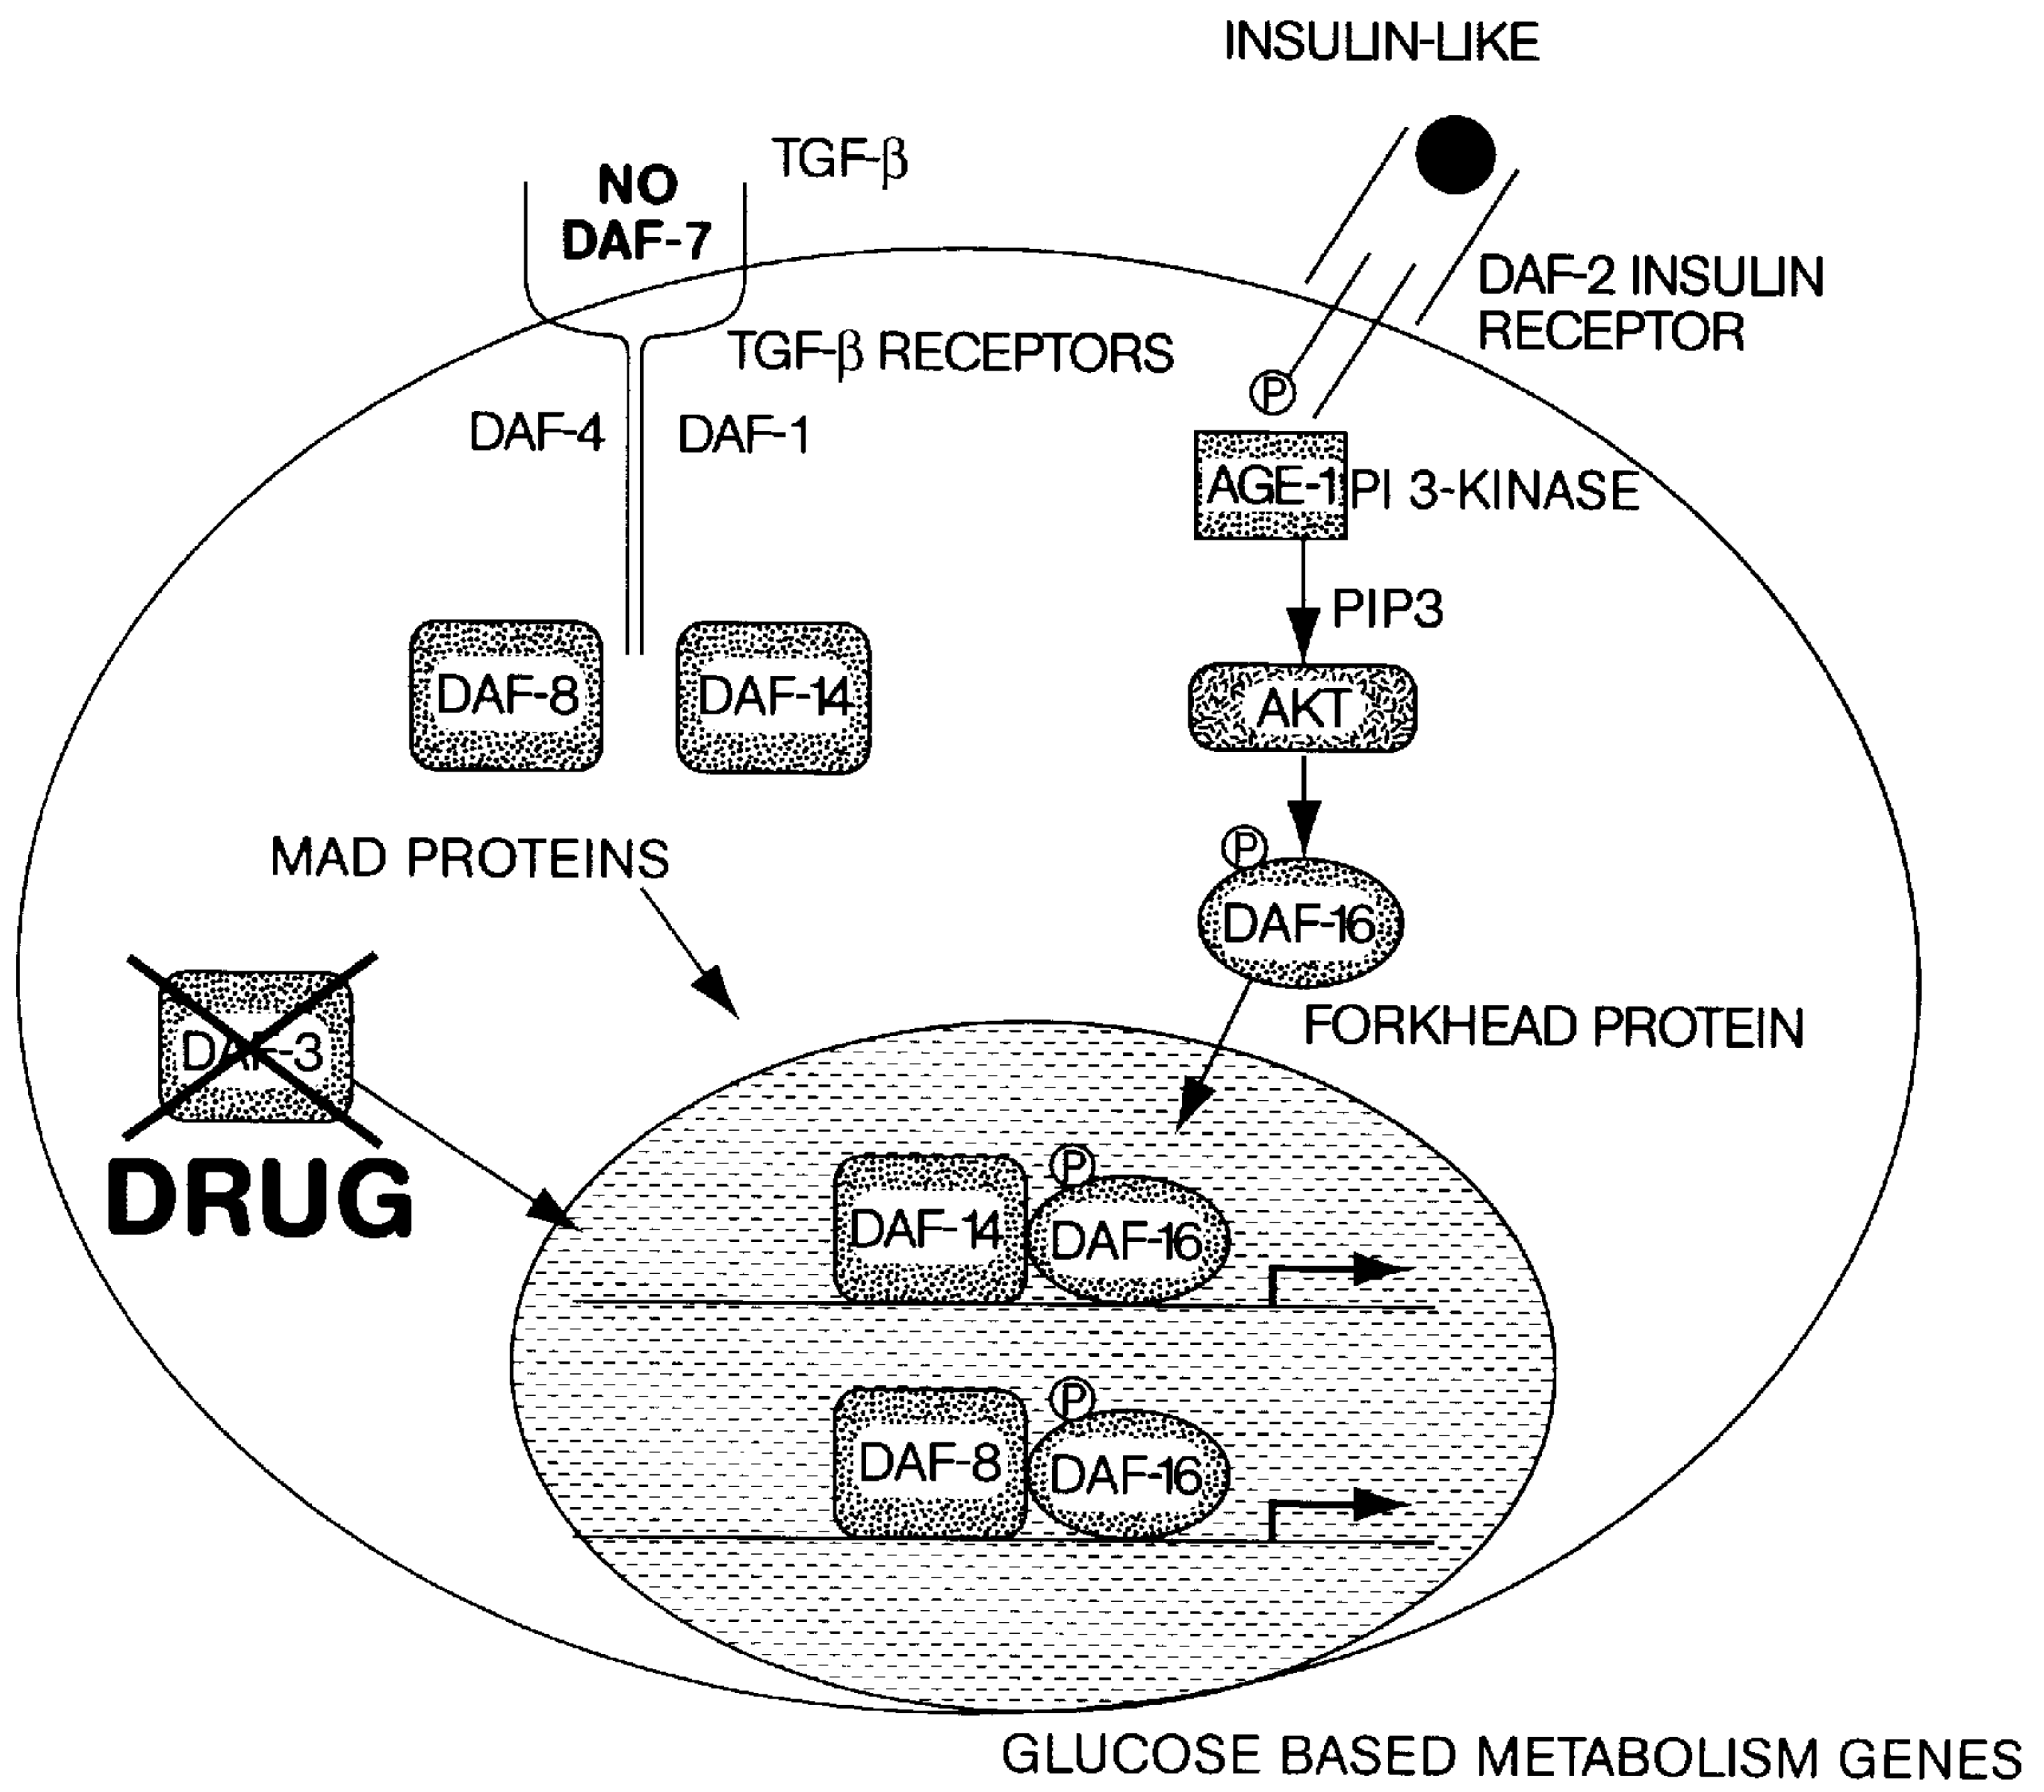 INSULIN-LIKE
TGF-β
NO
DAF-7
DAF-2 INSULIN
RECEPTOR
TGF-β RECEPTORS
P
DAF-4
DAF-1
AGE-1
PI 3-KINASE
PIP3
DAF-8
DAF-14
AKT
P
MAD PROTEINS
DAF-16
FORKHEAD PROTEIN
DAF-3
DRUG
P
DAF-14
DAF-16
P
DAF-8
DAF-16
GLUCOSE BASED METABOLISM GENES